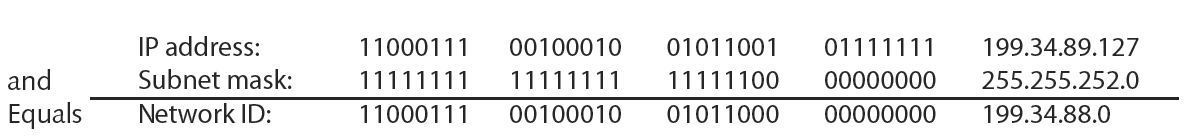 IP address: 11000111 00100010 01011001 01111111 199.34.89.127
and Subnet mask: 11111111 11111111 11111100 00000000 255.255.252.0
Equals Network ID: 11000111 00100010 01011000 00000000 199.34.88.0